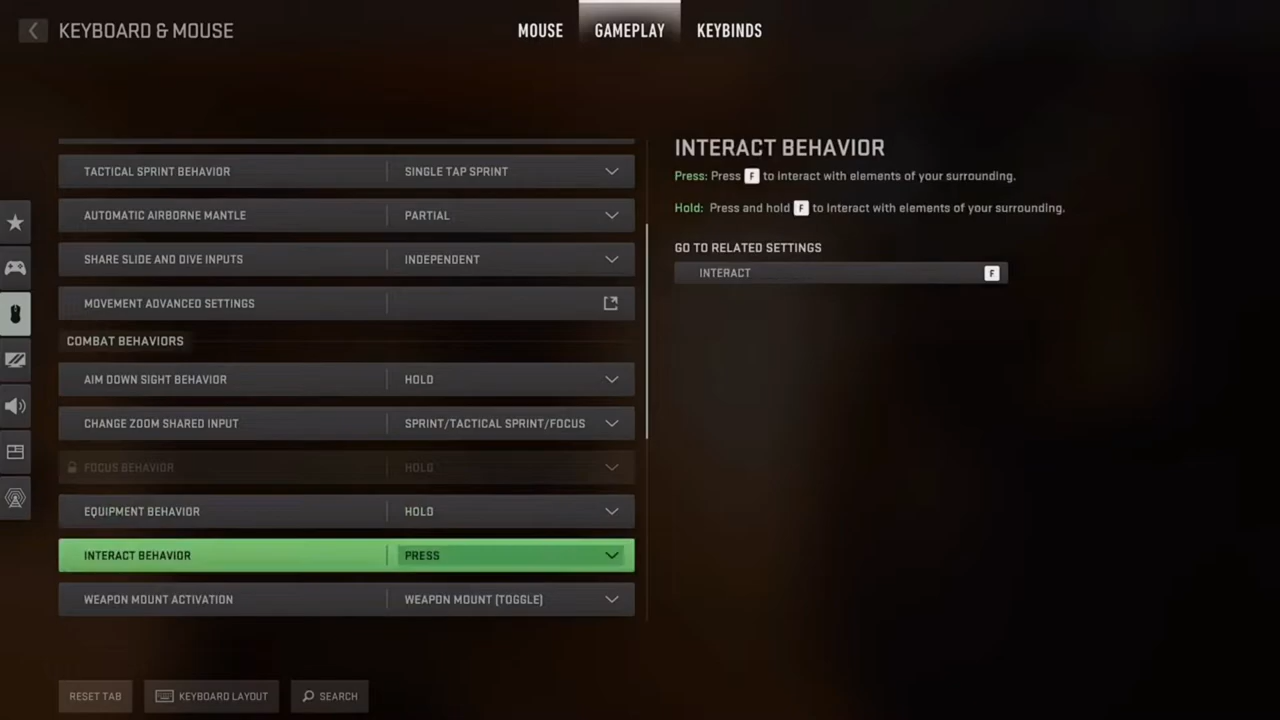 KEYBOARD & MOUSE
MOUSE
GAMEPLAY
KEYBINDS
TACTICAL SPRINT BEHAVIOR
SINGLE TAP SPRINT
AUTOMATIC AIRBORNE MANTLE
PARTIAL
SHARE SLIDE AND DIVE INPUTS
INDEPENDENT
MOVEMENT ADVANCED SETTINGS
COMBAT BEHAVIORS
AIM DOWN SIGHT BEHAVIOR
HOLD
CHANGE ZOOM SHARED INPUT
SPRINT/TACTICAL SPRINT/FOCUS
FOCUS BEHAVIOR
HOLD
EQUIPMENT BEHAVIOR
HOLD
INTERACT BEHAVIOR
PRESS
WEAPON MOUNT ACTIVATION
WEAPON MOUNT (TOGGLE)
INTERACT BEHAVIOR
Press: Press F to interact with elements of your surrounding.
Hold: Press and hold F to interact with elements of your surrounding.
GO TO RELATED SETTINGS
INTERACT F
RESET TAB
KEYBOARD LAYOUT
SEARCH